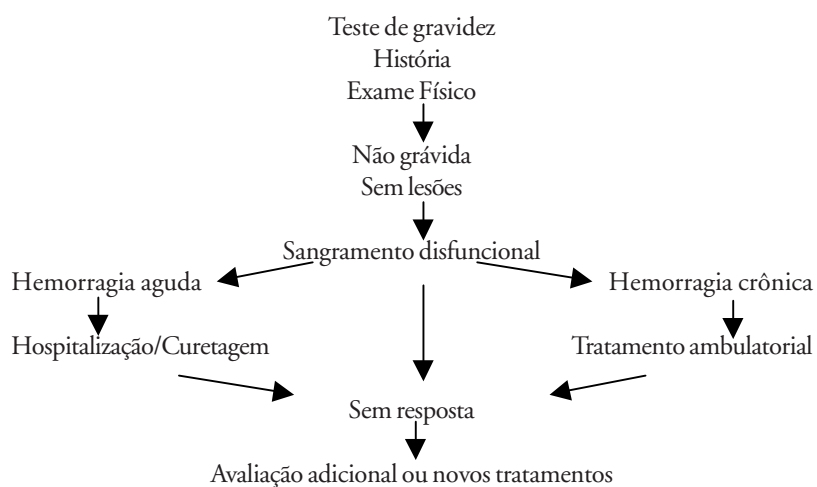 Teste de gravidez
História
Exame Físico
Não grávida
Sem lesões
Sangramento disfuncional
Hemorragia aguda
Hemorragia crônica
Hospitalização/Curetagem
Tratamento ambulatorial
Sem resposta
Avaliação adicional ou novos tratamentos